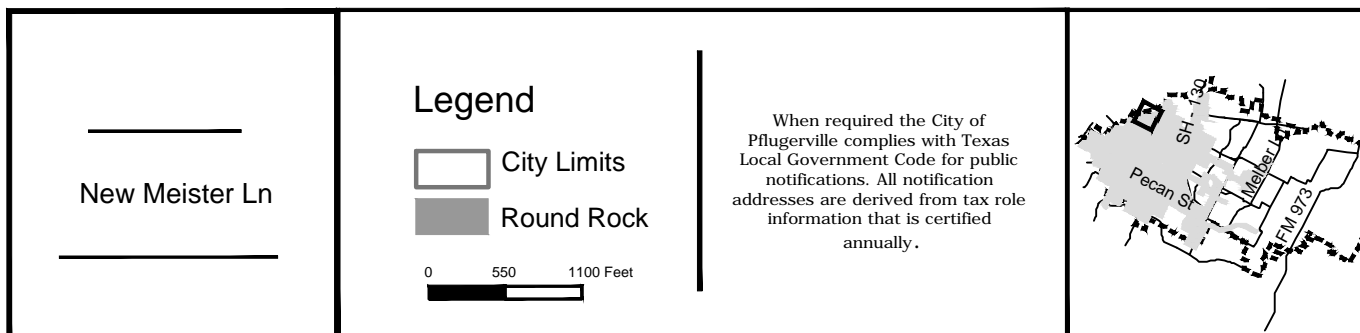 New Meister Ln
Legend
City Limits
Round Rock
0 550 1100 Feet
When required the City of
Pflugerville complies with Texas
Local Government Code for public
notifications. All notification
addresses are derived from tax role
information that is certified
annually.
SH 130
Pecan St
Melber Ln
FM 973